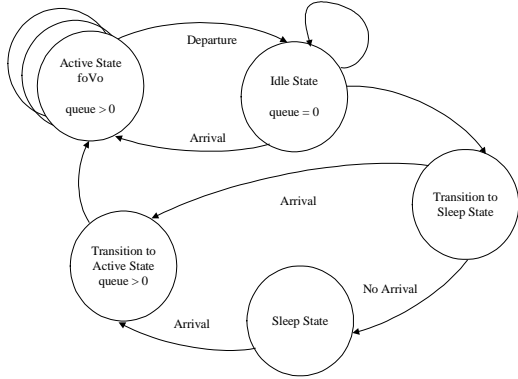 Active State
foVo
queue > 0
Departure
Idle State
queue = 0
Arrival
Transition to
Sleep State
Arrival
Transition to
Active State
queue > 0
No Arrival
Arrival
Sleep State